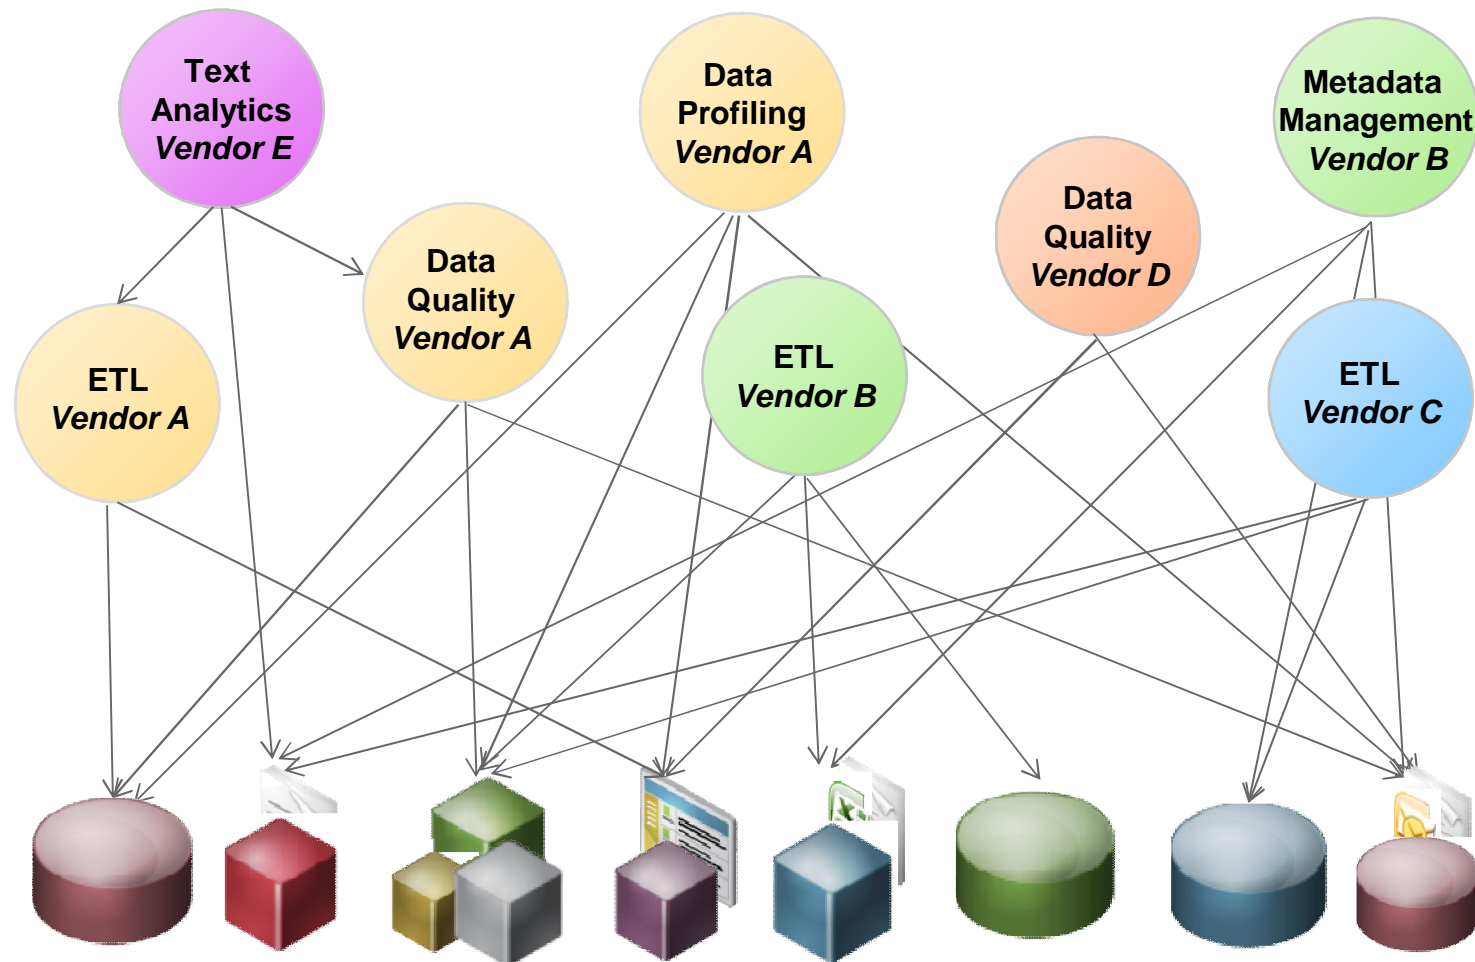 Text
Analytics
Vendor E
Data
Profiling
Vendor A
Metadata
Management
Vendor B
Data
Quality
Vendor D
Data
Quality
Vendor A
ETL
Vendor A
ETL
Vendor B
ETL
Vendor C